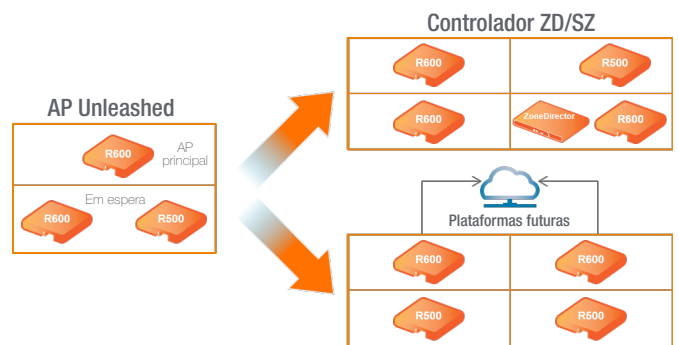 AP Unleashed
R600
AP
principal
Em espera
R600
R500
Controlador ZD/SZ
R600
R500
R600
ZoneDirector
R600
Plataformas futuras
R600
R600
R500
R500